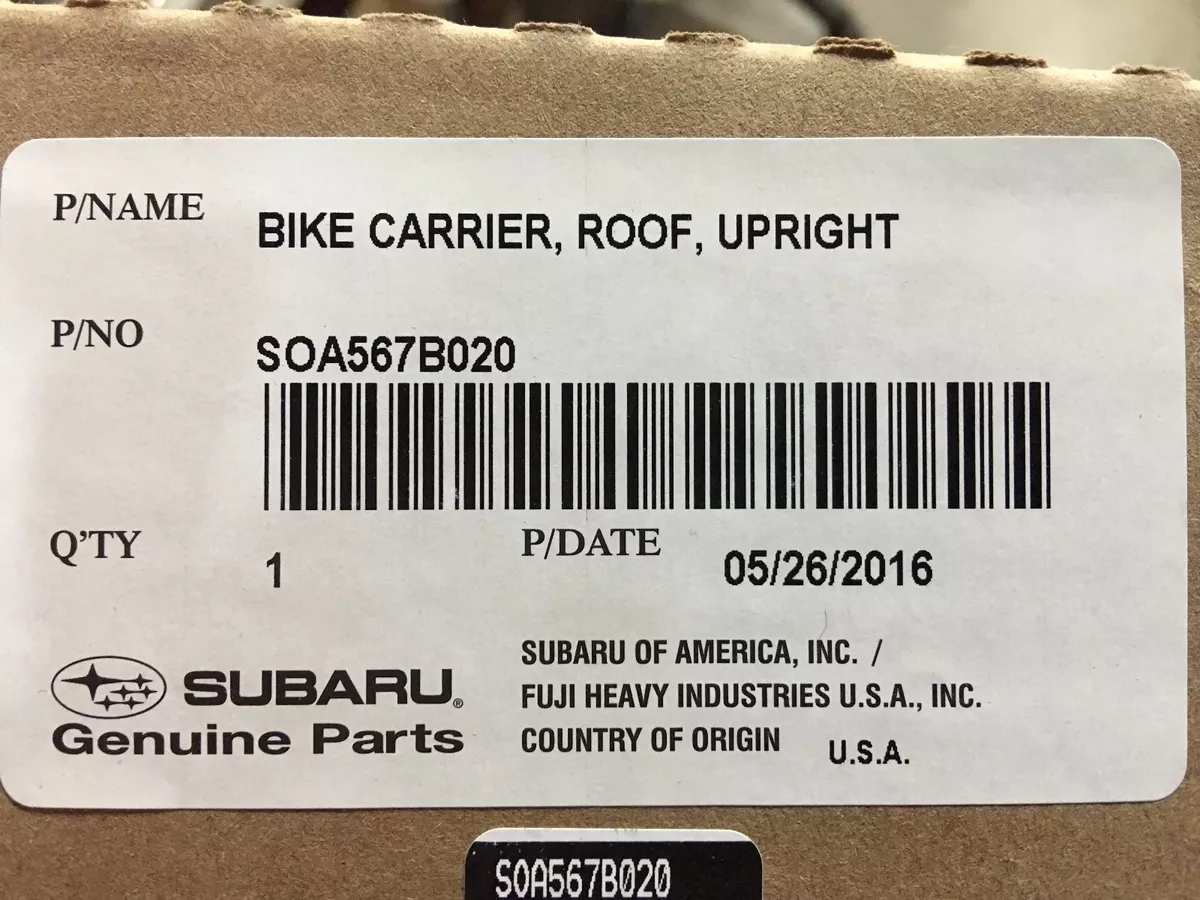 P/NAME BIKE CARRIER, ROOF, UPRIGHT
P/NO SOA567B020
Q'TY 1 P/DATE 05/26/2016
SUBARU®
Genuine Parts
SUBARU OF AMERICA, INC. /
FUJI HEAVY INDUSTRIES U.S.A., INC.
COUNTRY OF ORIGIN U.S.A.
SOA567B020